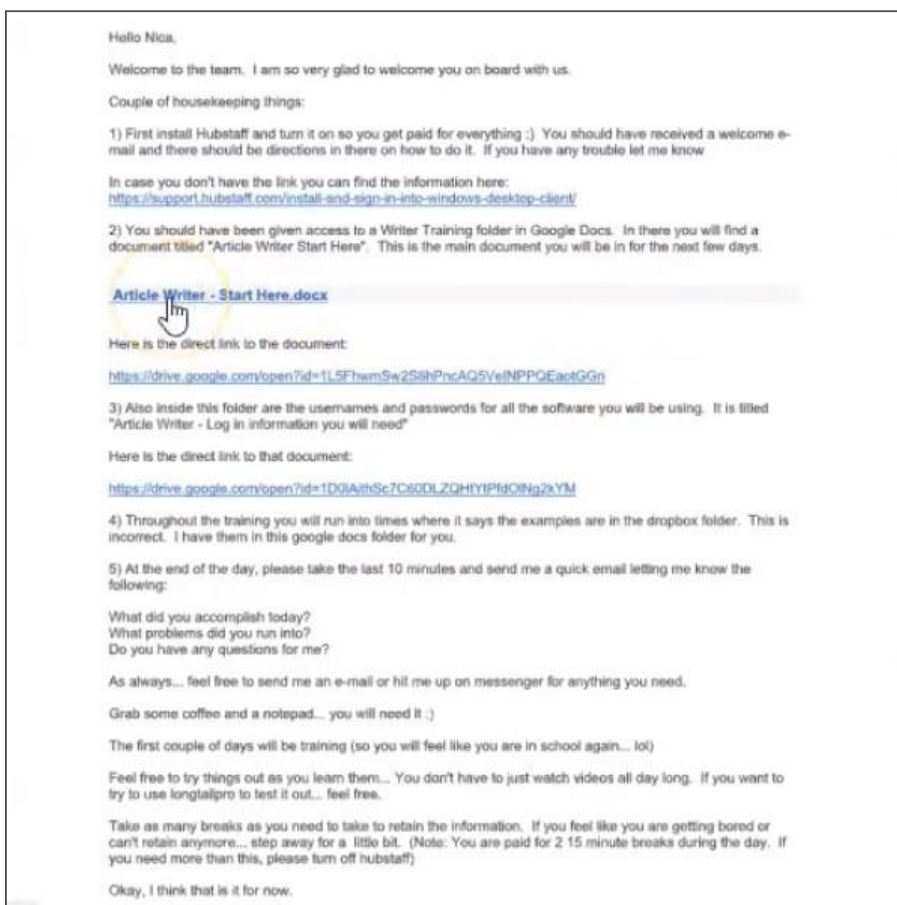 Hello Nica,
Welcome to the team. I am so very glad to welcome you on board with us.
Couple of housekeeping things:
1) First install Hubstaff and turn it on so you get paid for everything :) You should have received a welcome e-
mail and there should be directions in there on how to do it. If you have any trouble let me know
In case you don't have the link you can find the information here:
https://support.hubstaff.com/install-and-sign-in-into-windows-desktop-client/
2) You should have been given access to a Writer Training folder in Google Docs. In there you will find a
document titled "Article Writer Start Here". This is the main document you will be in for the next few days.
Article Writer - Start Here.docx
Here is the direct link to the document:
3) Also inside this folder are the usernames and passwords for all the software you will be using. It is titled
"Article Writer - Log in information you will need"
Here is the direct link to that document:
4) Throughout the training you will run into times where it says the examples are in the dropbox folder. This is
incorrect. I have them in this google docs folder for you.
5) At the end of the day, please take the last 10 minutes and send me a quick email letting me know the
following:
What did you accomplish today?
What problems did you run into?
Do you have any questions for me?
As always... feel free to send me an e-mail or hit me up on messenger for anything you need.
Grab some coffee and a notepad... you will need it :)
The first couple of days will be training (so you will feel like you are in school again... lol)
Feel free to try things out as you learn them... You don't have to just watch videos all day long. If you want to
try to use longtailpro to test it out... feel free.
Take as many breaks as you need to take to retain the information. If you feel like you are getting bored or
can't retain anymore... step away for a little bit. (Note: You are paid for 2 15 minute breaks during the day. If
you need more than this, please turn off hubstaff)
Okay, I think that is it for now.